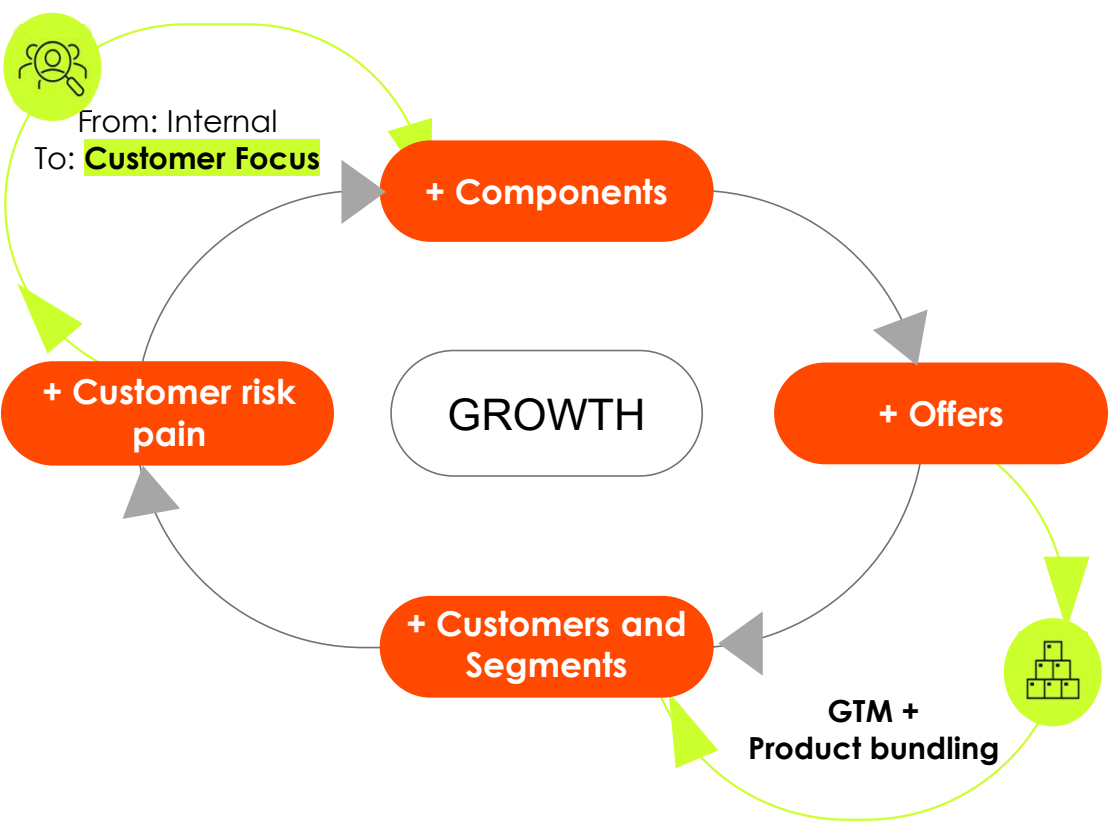 From: Internal
To: Customer Focus
+ Components
+ Customer risk
pain
GROWTH
+ Offers
+ Customers and
Segments
GTM +
Product bundling